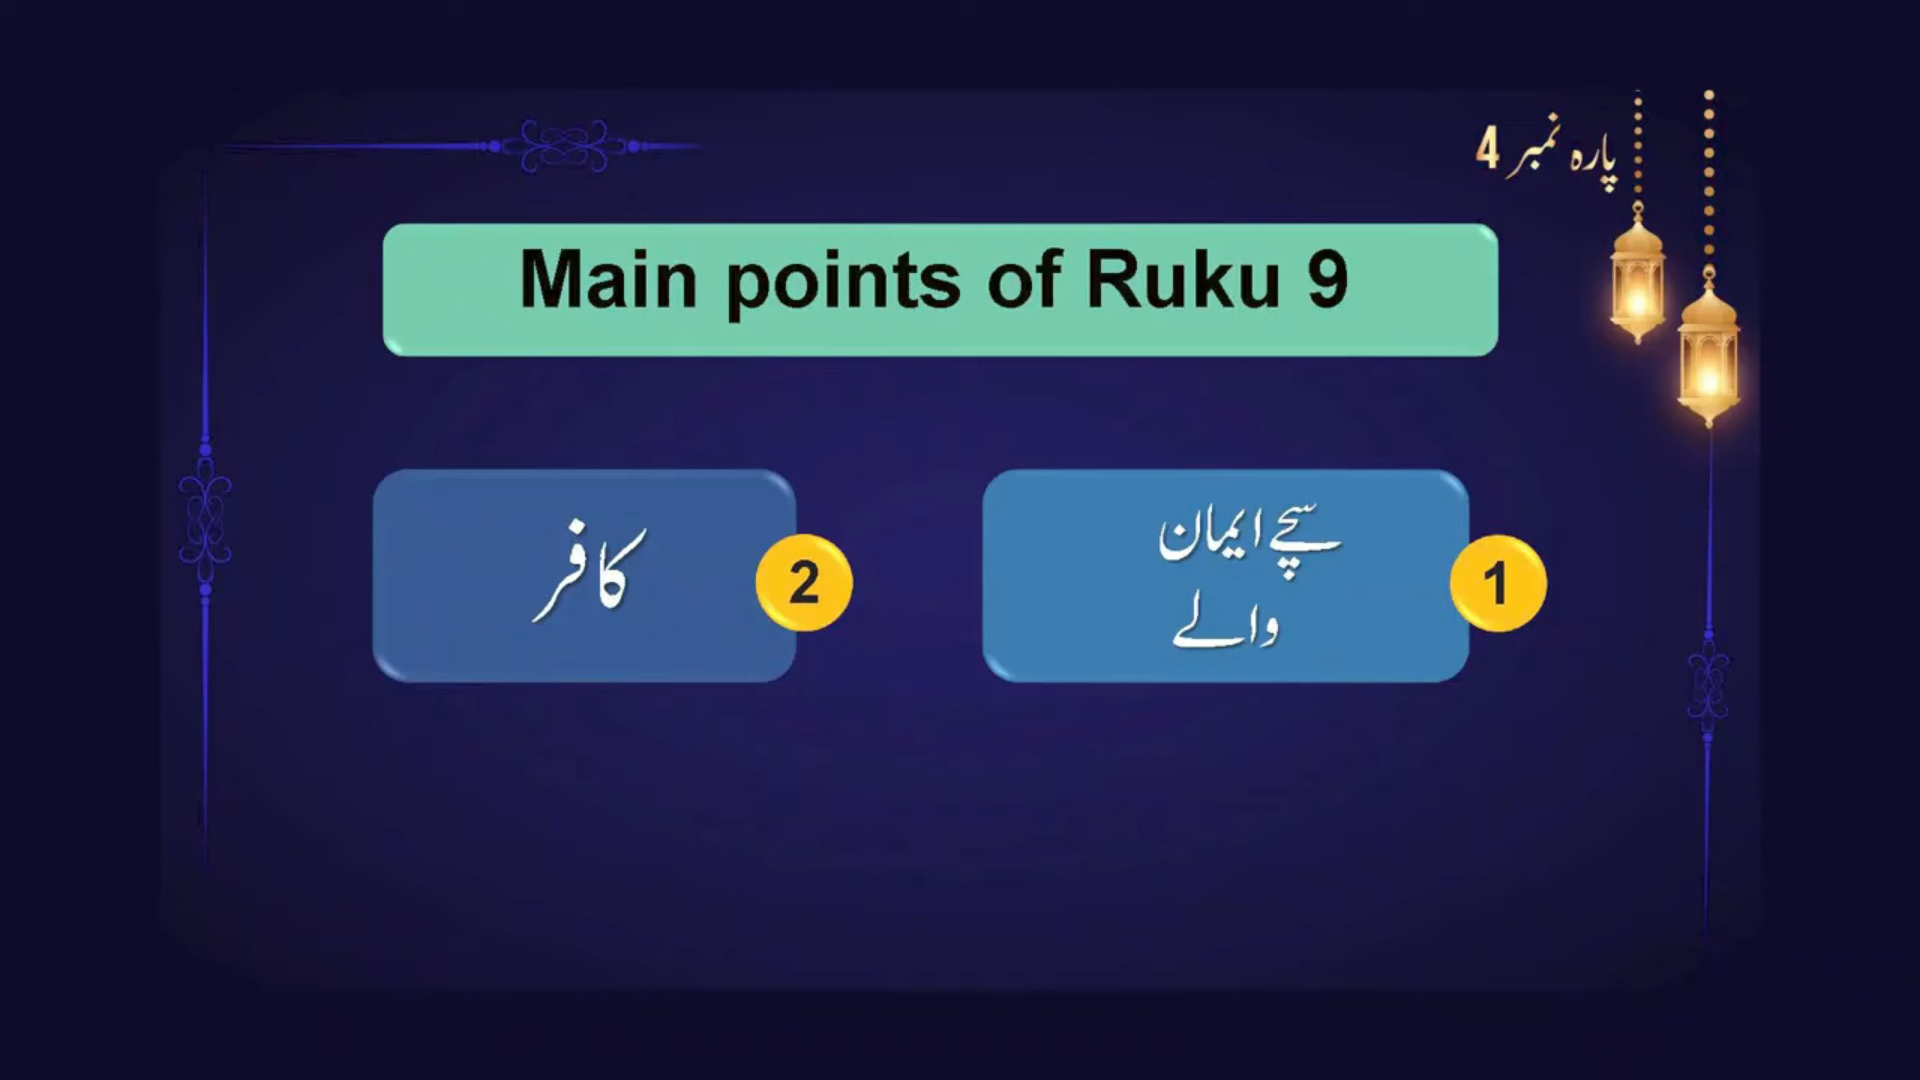 پارہ نمبر 4
Main points of Ruku 9
1
سچے ایمان
والے
2
کافر